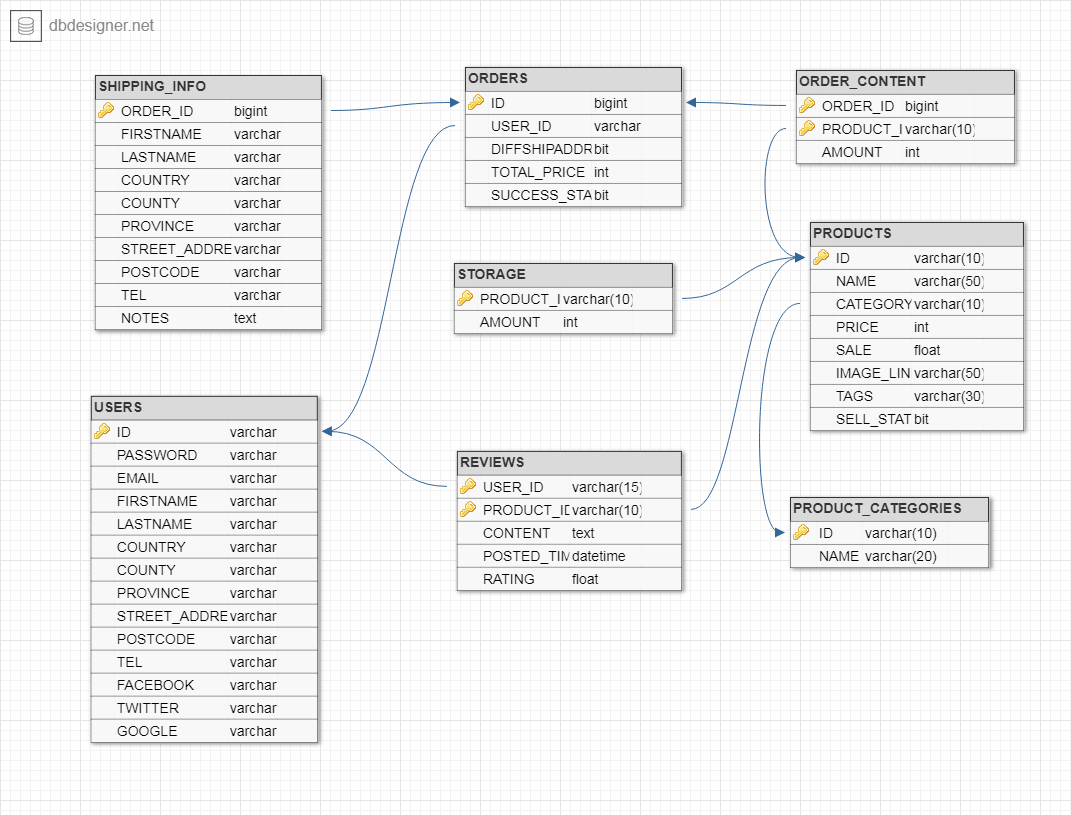 dbdesigner.net
SHIPPING_INFO
ORDER_ID bigint
FIRSTNAME varchar
LASTNAME varchar
COUNTRY varchar
COUNTY varchar
PROVINCE varchar
STREET_ADDRE varchar
POSTCODE varchar
TEL varchar
NOTES text
ORDERS
ID bigint
USER_ID varchar
DIFFSHIPADDR bit
TOTAL_PRICE int
SUCCESS_STA bit
ORDER_CONTENT
ORDER_ID bigint
PRODUCT_I varchar(10)
AMOUNT int
STORAGE
PRODUCT_I varchar(10)
AMOUNT int
PRODUCTS
ID varchar(10)
NAME varchar(50)
CATEGORY varchar(10)
PRICE int
SALE float
IMAGE_LIN varchar(50)
TAGS varchar(30)
SELL_STAT bit
USERS
ID varchar
PASSWORD varchar
EMAIL varchar
FIRSTNAME varchar
LASTNAME varchar
COUNTRY varchar
COUNTY varchar
PROVINCE varchar
STREET_ADDRE varchar
POSTCODE varchar
TEL varchar
FACEBOOK varchar
TWITTER varchar
GOOGLE varchar
REVIEWS
USER_ID varchar(15)
PRODUCT_ID varchar(10)
CONTENT text
POSTED_TIM datetime
RATING float
PRODUCT_CATEGORIES
ID varchar(10)
NAME varchar(20)